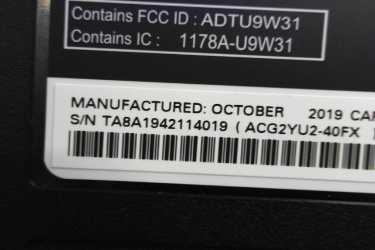 Contains FCC ID : ADTU9W31
Contains IC : 1178A-U9W31
MANUFACTURED: OCTOBER 2019
S/N TA8A1942114019 ( ACG2YU2-40FX )